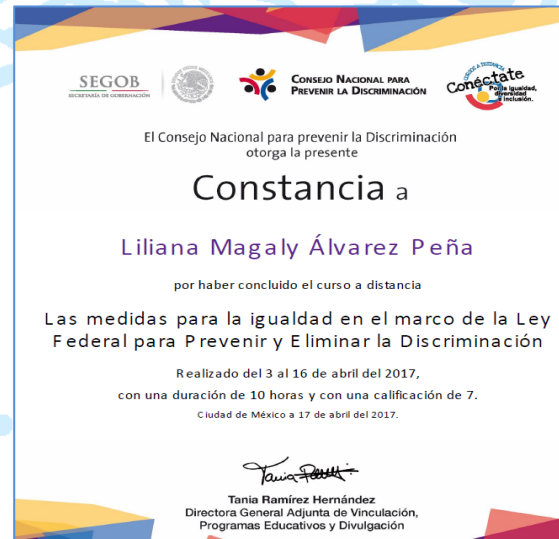 SEGOB
SECRETARÍA DE GOBERNACIÓN
CONSEJO NACIONAL PARA
PREVENIR LA DISCRIMINACIÓN
CURSOS A DISTANCIA
Conéctate
Por la igualdad,
diversidad
e inclusión.
El Consejo Nacional para prevenir la Discriminación
otorga la presente
Constancia a
Liliana Magaly Álvarez Peña
por haber concluido el curso a distancia
Las medidas para la igualdad en el marco de la Ley
Federal para Prevenir y Eliminar la Discriminación
Realizado del 3 al 16 de abril del 2017,
con una duración de 10 horas y con una calificación de 7.
Ciudad de México a 17 de abril del 2017.
Tania Ramírez Hernández
Directora General Adjunta de Vinculación,
Programas Educativos y Divulgación